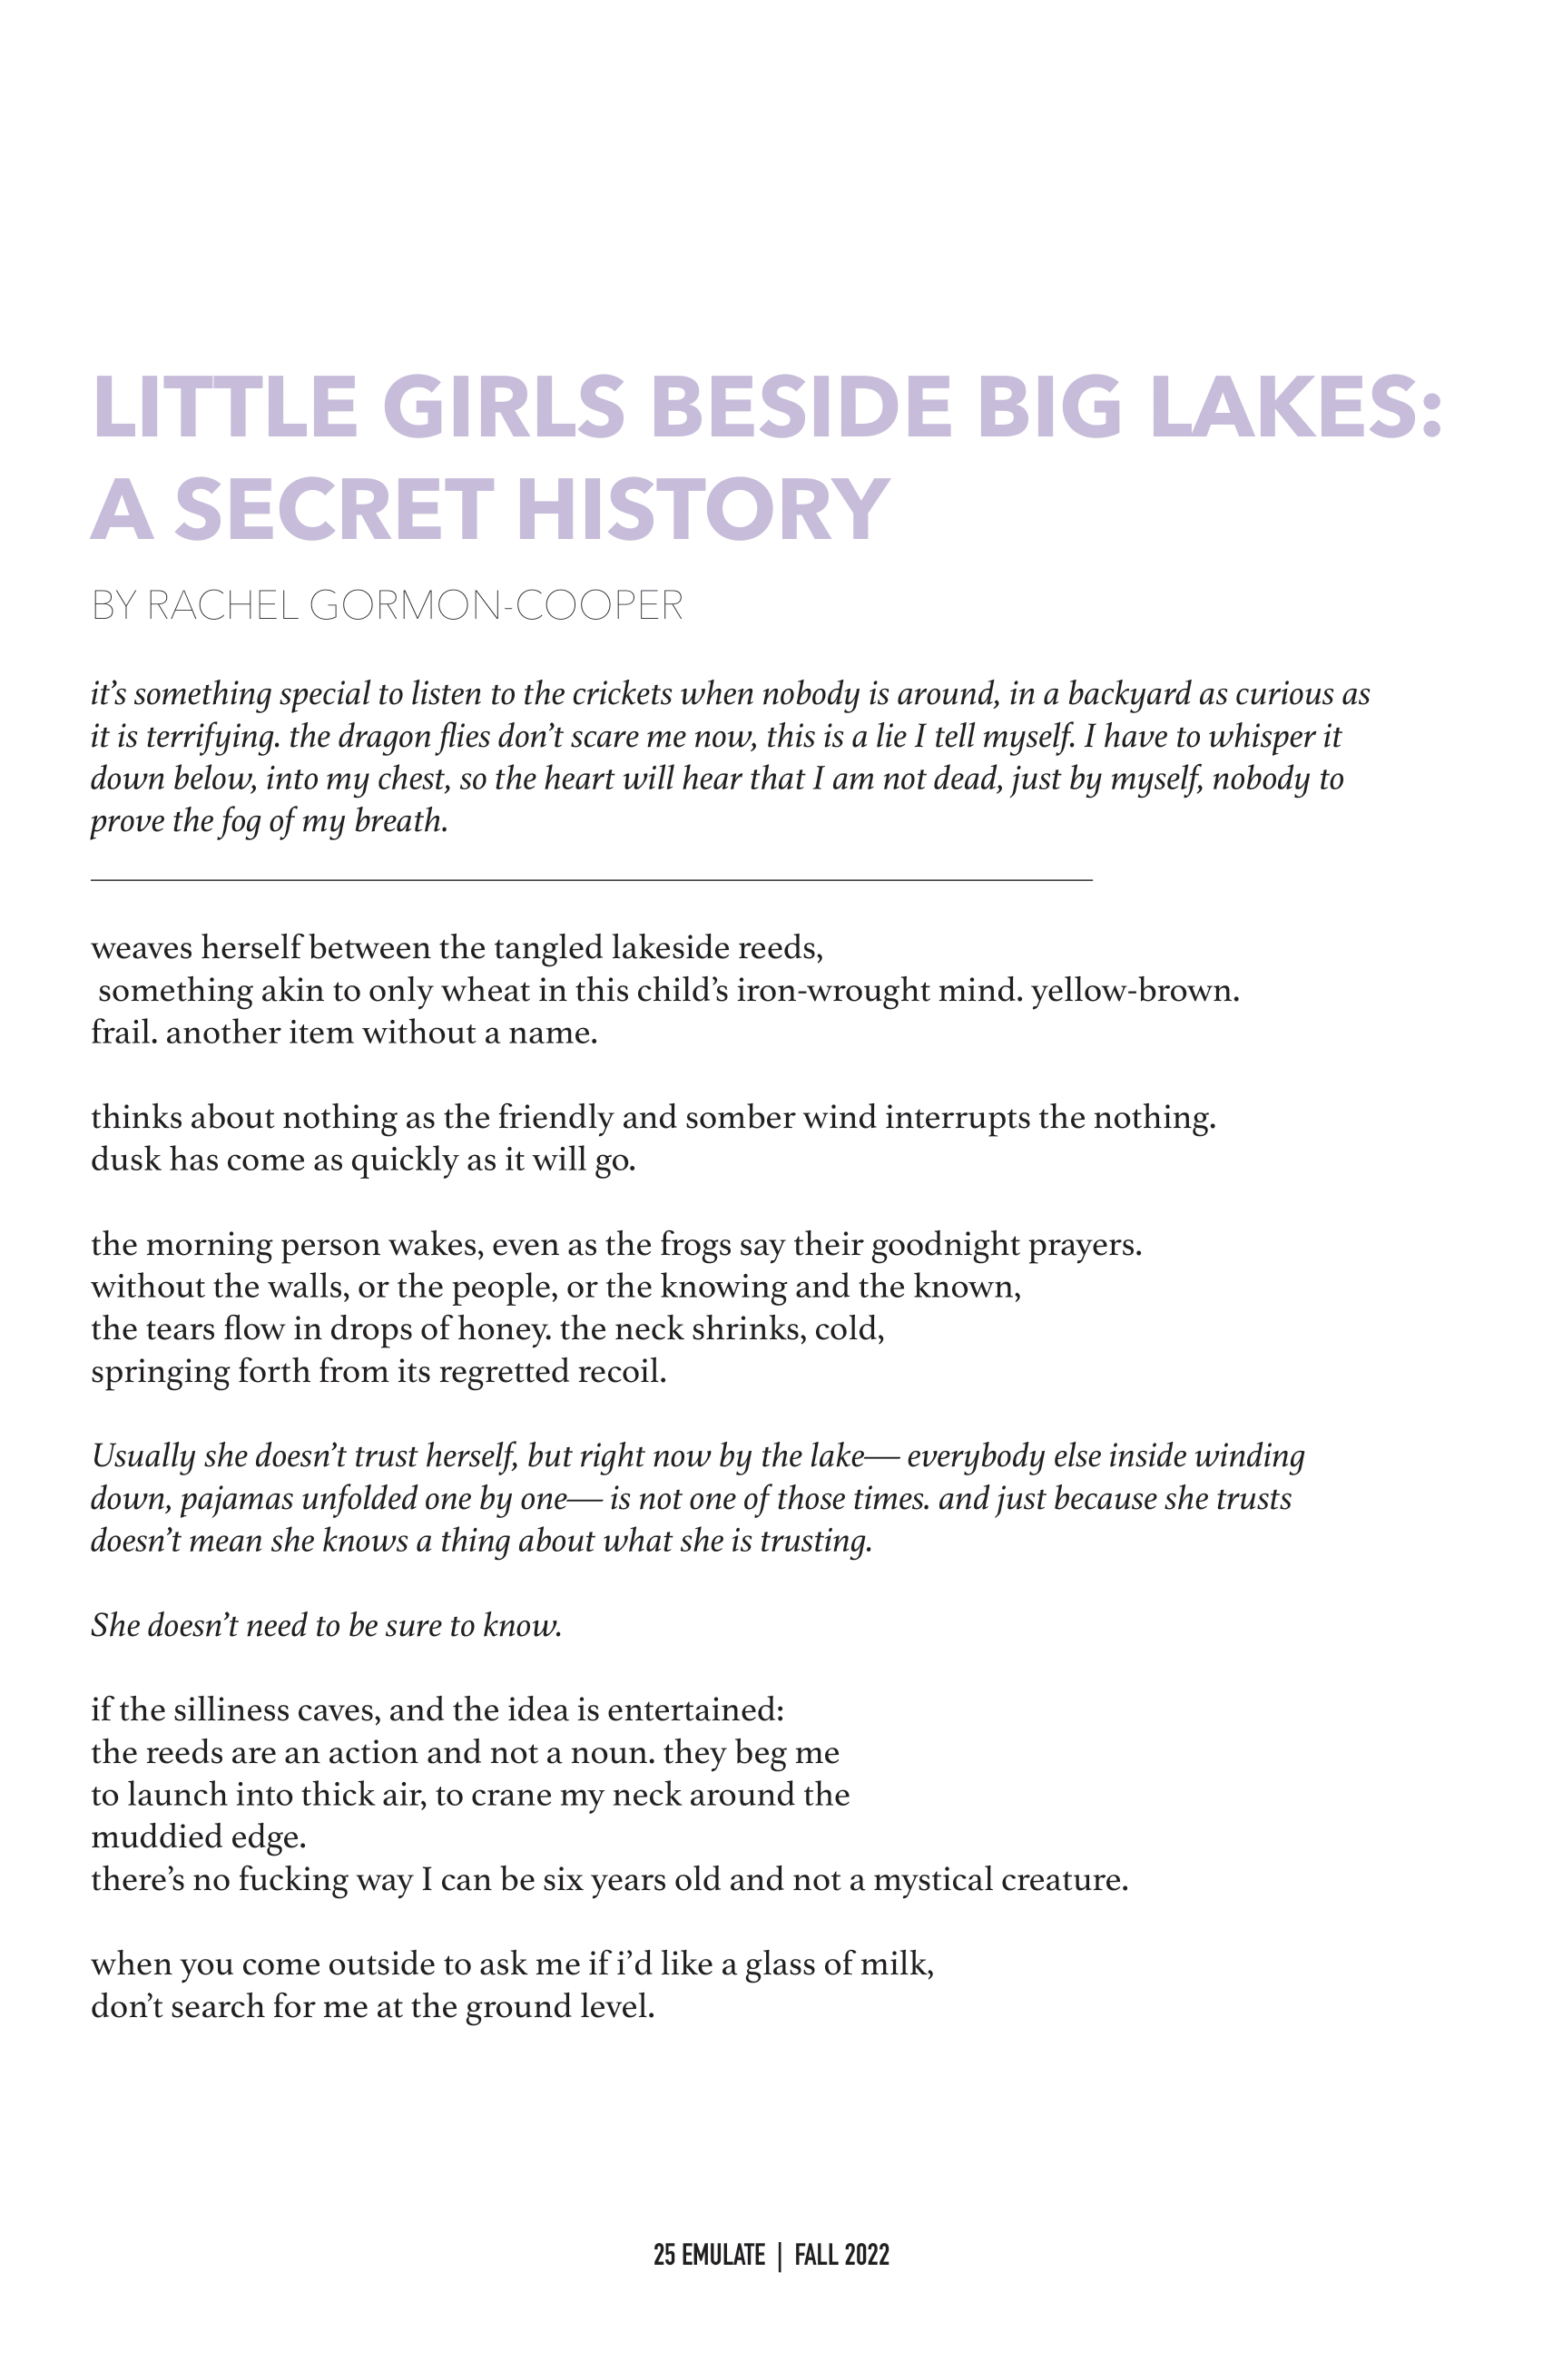 LITTLE GIRLS BESIDE BIG LAKES:
A SECRET HISTORY
BY RACHEL GORMON-COOPER
it’s something special to listen to the crickets when nobody is around, in a backyard as curious as
it is terrifying. the dragon flies don’t scare me now, this is a lie I tell myself. I have to whisper it
down below, into my chest, so the heart will hear that I am not dead, just by myself, nobody to
prove the fog of my breath.
weaves herself between the tangled lakeside reeds,
something akin to only wheat in this child’s iron-wrought mind. yellow-brown.
frail. another item without a name.
thinks about nothing as the friendly and somber wind interrupts the nothing.
dusk has come as quickly as it will go.
the morning person wakes, even as the frogs say their goodnight prayers.
without the walls, or the people, or the knowing and the known,
the tears flow in drops of honey. the neck shrinks, cold,
springing forth from its regretted recoil.
Usually she doesn’t trust herself, but right now by the lake— everybody else inside winding
down, pajamas unfolded one by one— is not one of those times. and just because she trusts
doesn’t mean she knows a thing about what she is trusting.
She doesn’t need to be sure to know.
if the silliness caves, and the idea is entertained:
the reeds are an action and not a noun. they beg me
to launch into thick air, to crane my neck around the
muddied edge.
there’s no fucking way I can be six years old and not a mystical creature.
when you come outside to ask me if i’d like a glass of milk,
don’t search for me at the ground level.
25 EMULATE | FALL 2022